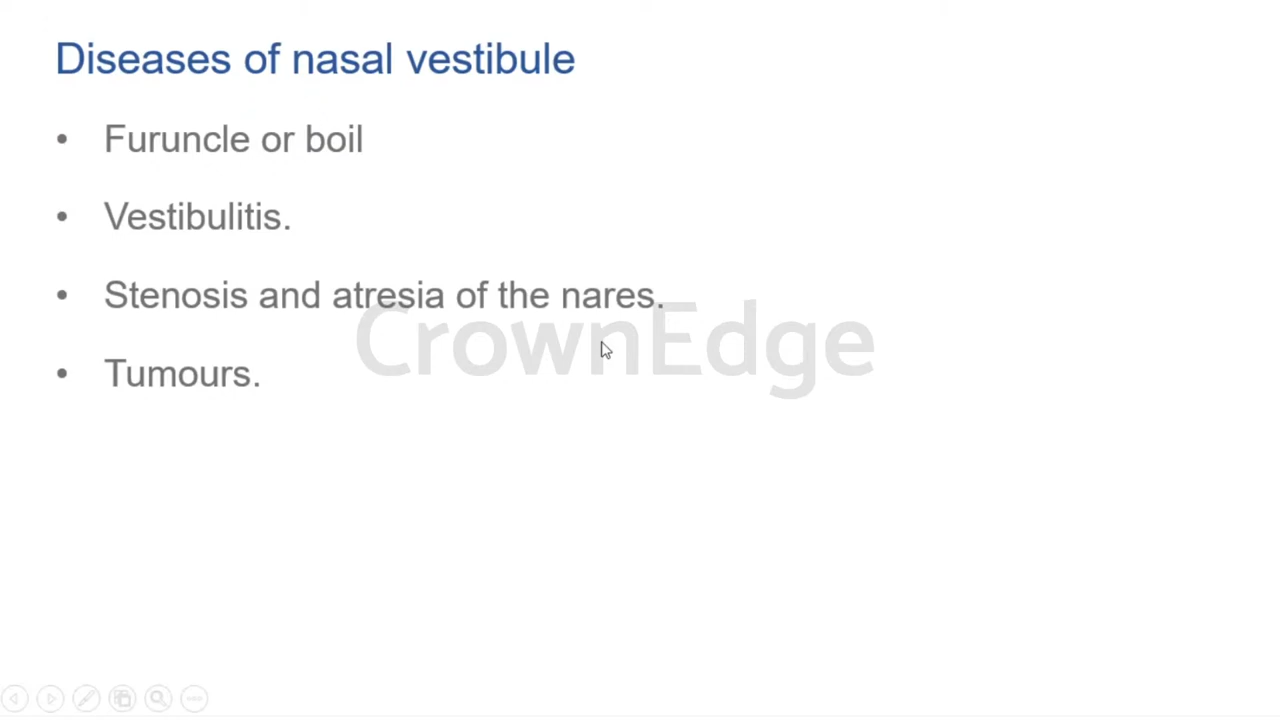 Diseases of nasal vestibule
• Furuncle or boil
• Vestibulitis.
• Stenosis and atresia of the nares.
CrownEdge
• Tumours.